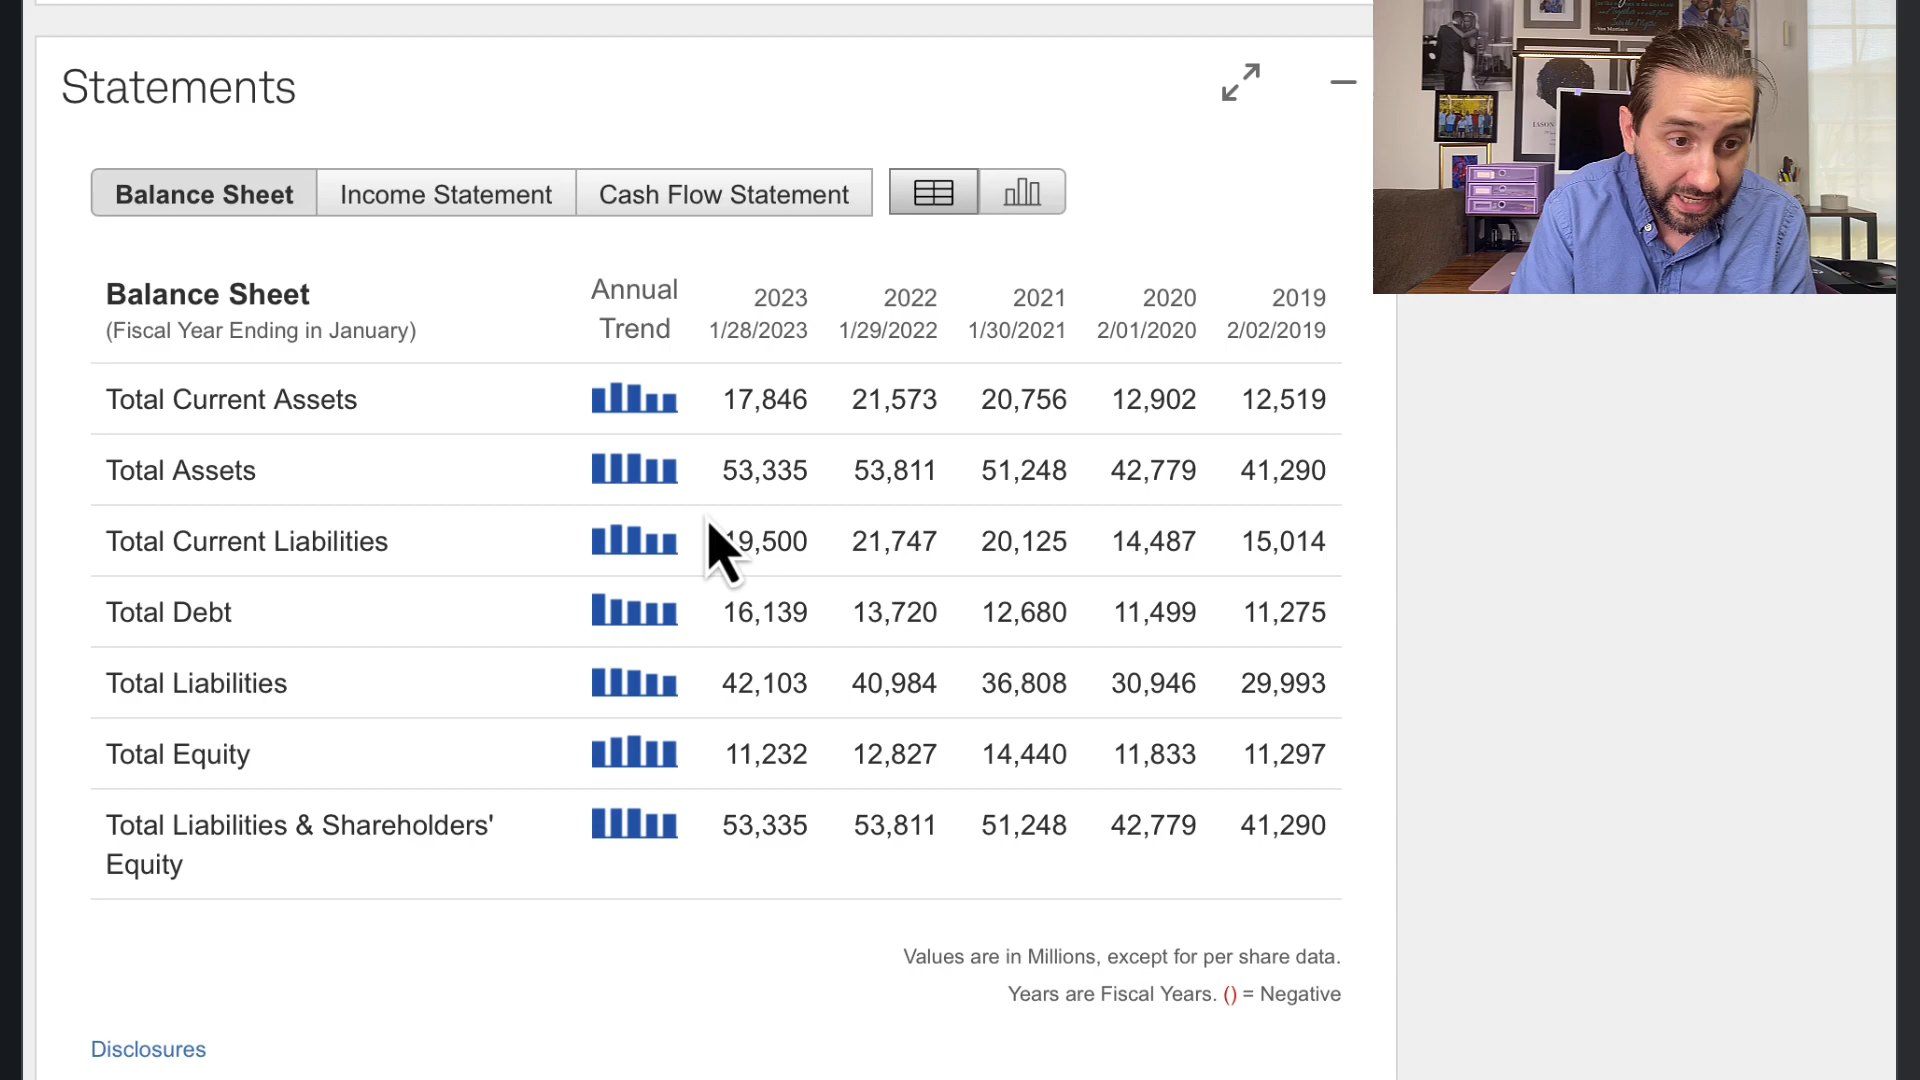 Statements
Balance Sheet Income Statement Cash Flow Statement
Balance Sheet Annual Trend 2023 2022 2021 2020 2019
(Fiscal Year Ending in January) 1/28/2023 1/29/2022 1/30/2021 2/01/2020 2/02/2019
Total Current Assets 17,846 21,573 20,756 12,902 12,519
Total Assets 53,335 53,811 51,248 42,779 41,290
Total Current Liabilities 19,500 21,747 20,125 14,487 15,014
Total Debt 16,139 13,720 12,680 11,499 11,275
Total Liabilities 42,103 40,984 36,808 30,946 29,993
Total Equity 11,232 12,827 14,440 11,833 11,297
Total Liabilities & Shareholders' 53,335 53,811 51,248 42,779 41,290
Equity
Values are in Millions, except for per share data.
Years are Fiscal Years. () = Negative
Disclosures